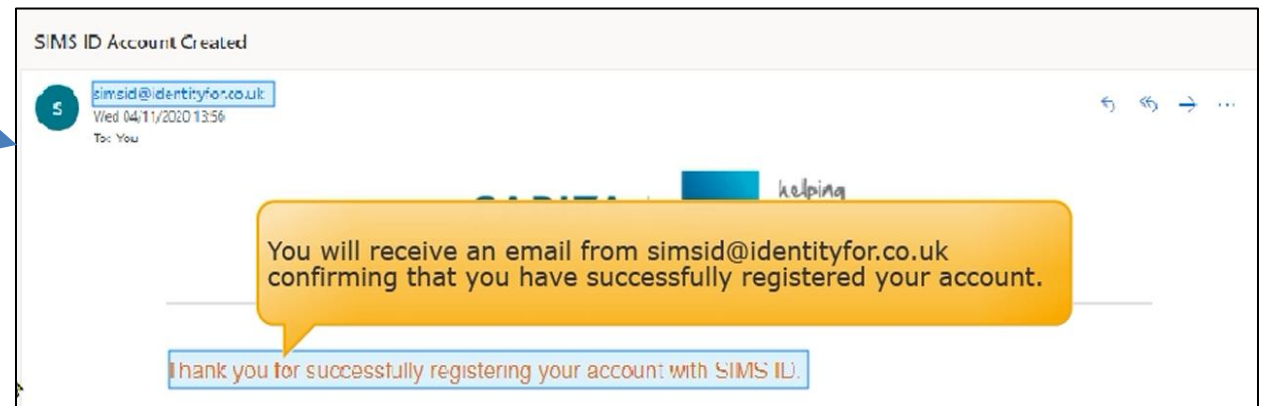 SIMS ID Account Created
S
simsid@identityfor.co.uk
Wed 04/11/2020 13:56
To: You
helping
You will receive an email from simsid@identityfor.co.uk
confirming that you have successfully registered your account.
Thank you for successfully registering your account with SIMS ID.